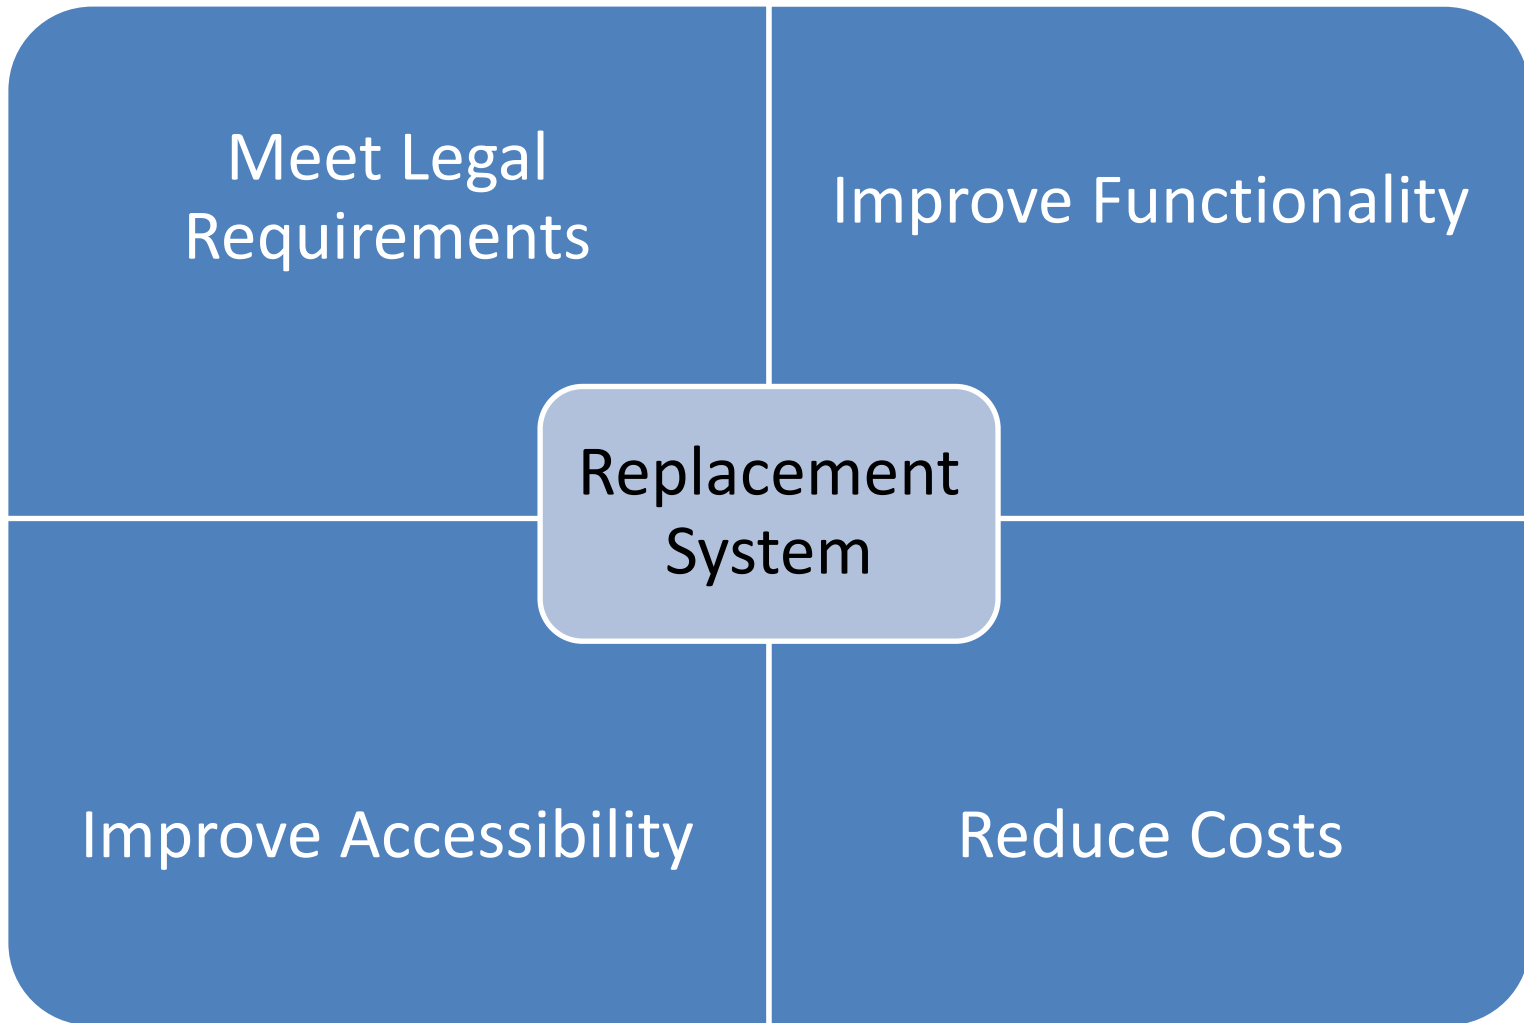 Meet Legal
Requirements
Improve Functionality
Replacement
System
Improve Accessibility
Reduce Costs